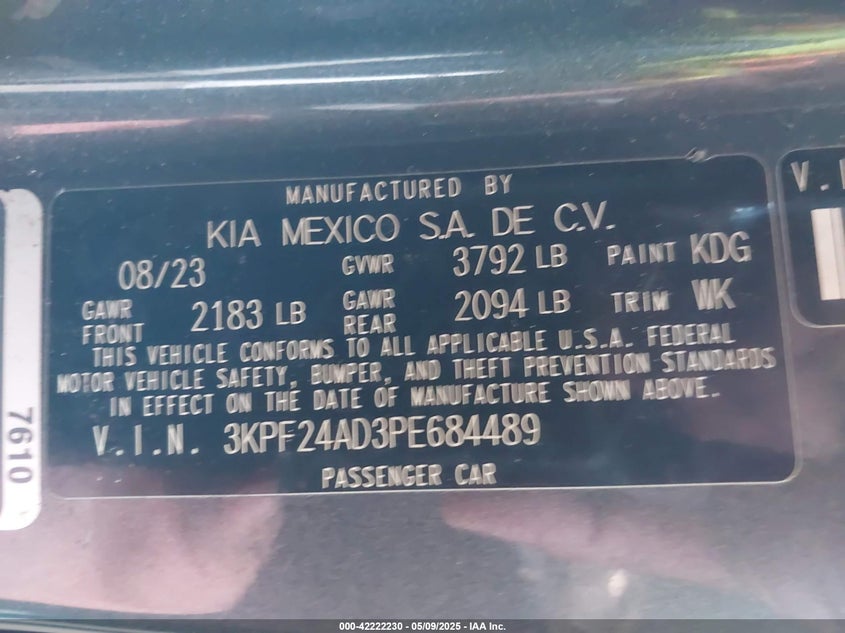 MANUFACTURED BY
KIA MEXICO S.A. DE C.V.
08/23 GVWR 3792 LB PAINT KDG
GAWR FRONT 2183 LB GAWR REAR 2094 LB TRIM WK
THIS VEHICLE CONFORMS TO ALL APPLICABLE U.S.A. FEDERAL
MOTOR VEHICLE SAFETY, BUMPER, AND THEFT PREVENTION STANDARDS
IN EFFECT ON THE DATE OF MANUFACTURE SHOWN ABOVE.
V.I.N. 3KPF24AD3PE684489
PASSENGER CAR
7610
V.I
000-42222230 - 05/09/2025 - IAA Inc.